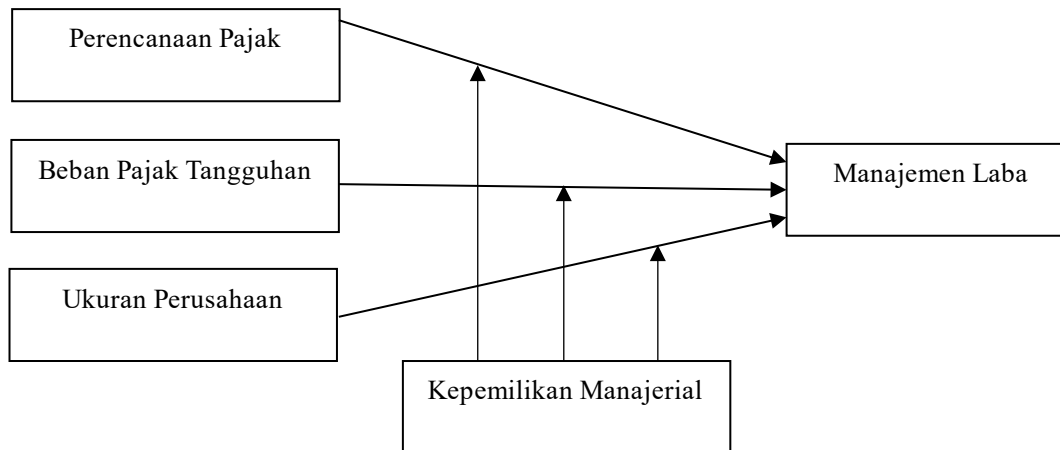 Perencanaan Pajak
Beban Pajak Tangguhan
Manajemen Laba
Ukuran Perusahaan
Kepemilikan Manajerial